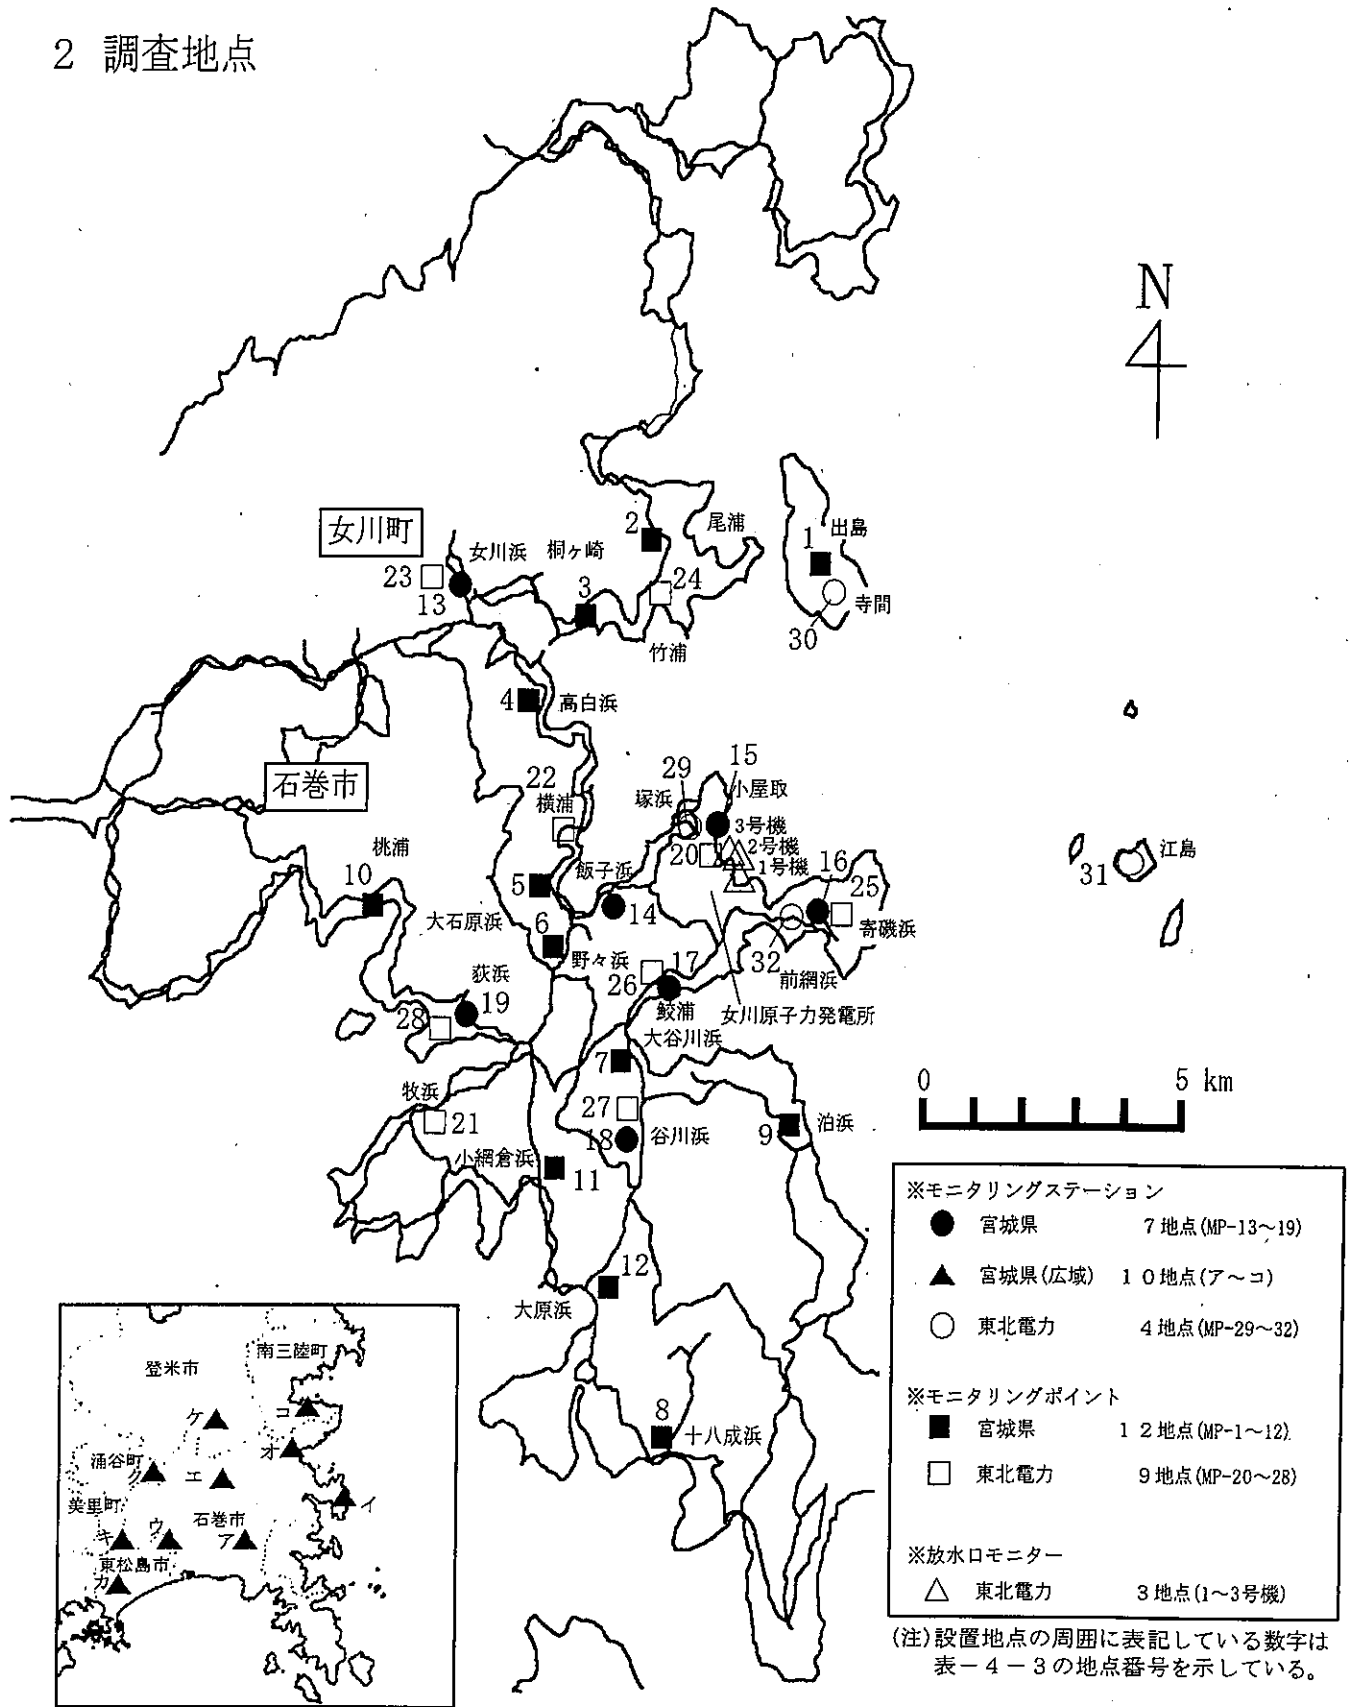 2 調査地点
N
女川町
女川浜
桐ヶ崎
2
尾浦
1
出島
23
13
3
24
寺間
30
竹浦
4
高白浜
石巻市
22
横浦
29
15
塚浜
小屋取
3号機
2号機
1号機
20
16
25
31
江島
桃浦
10
飯子浜
5
14
大石原浜
6
寄磯浜
野々浜
17
32
前網浜
荻浜
26
19
鮫浦
女川原子力発電所
28
大谷川浜
7
0 5 km
牧浜
27
21
18
谷川浜
9
泊浜
小網倉浜
11
12
大原浜
8
十八成浜
※モニタリングステーション
宮城県 7地点(MP-13~19)
宮城県(広域) 10地点(ア~コ)
東北電力 4地点(MP-29~32)
※モニタリングポイント
宮城県 12地点(MP-1~12)
東北電力 9地点(MP-20~28)
※放水口モニター
東北電力 3地点(1~3号機)
(注)設置地点の周囲に表記している数字は
表-4-3の地点番号を示している。
南三陸町
登米市
ケ
コ
オ
涌谷町
ク
エ
イ
美里町
石巻市
キ
ウ
ア
東松島市
カ